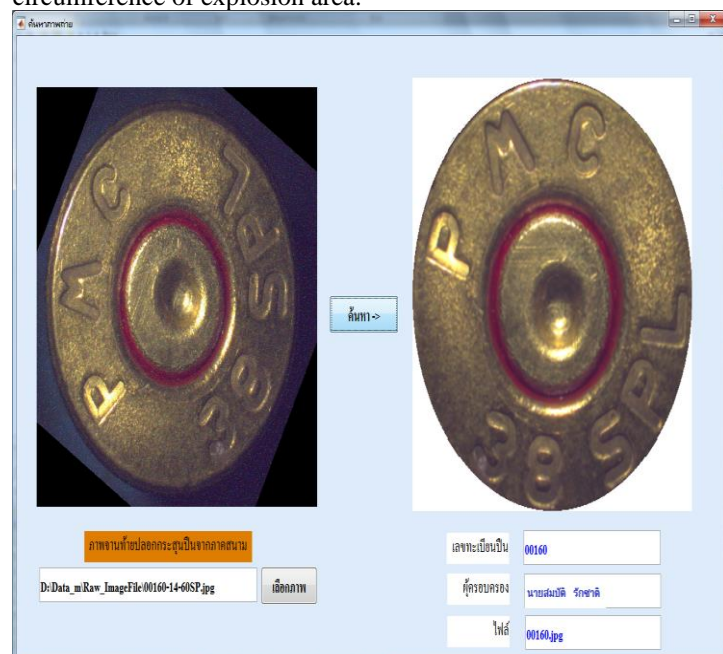 circumference of explosion area.
ค้นหาภาพถ่าย
P M C
38 SPL
ค้นหา ->
P M C
38 SPL
ภาพจานท้ายปลอกกระสุนปืนจากภาคสนาม
D:\Data_m\Raw_ImageFile\00160-14-60SP.jpg
เลือกภาพ
เลขทะเบียนปืน
00160
ผู้ครอบครอง
นายสมบัติ รักชาติ
ไฟล์
00160.jpg